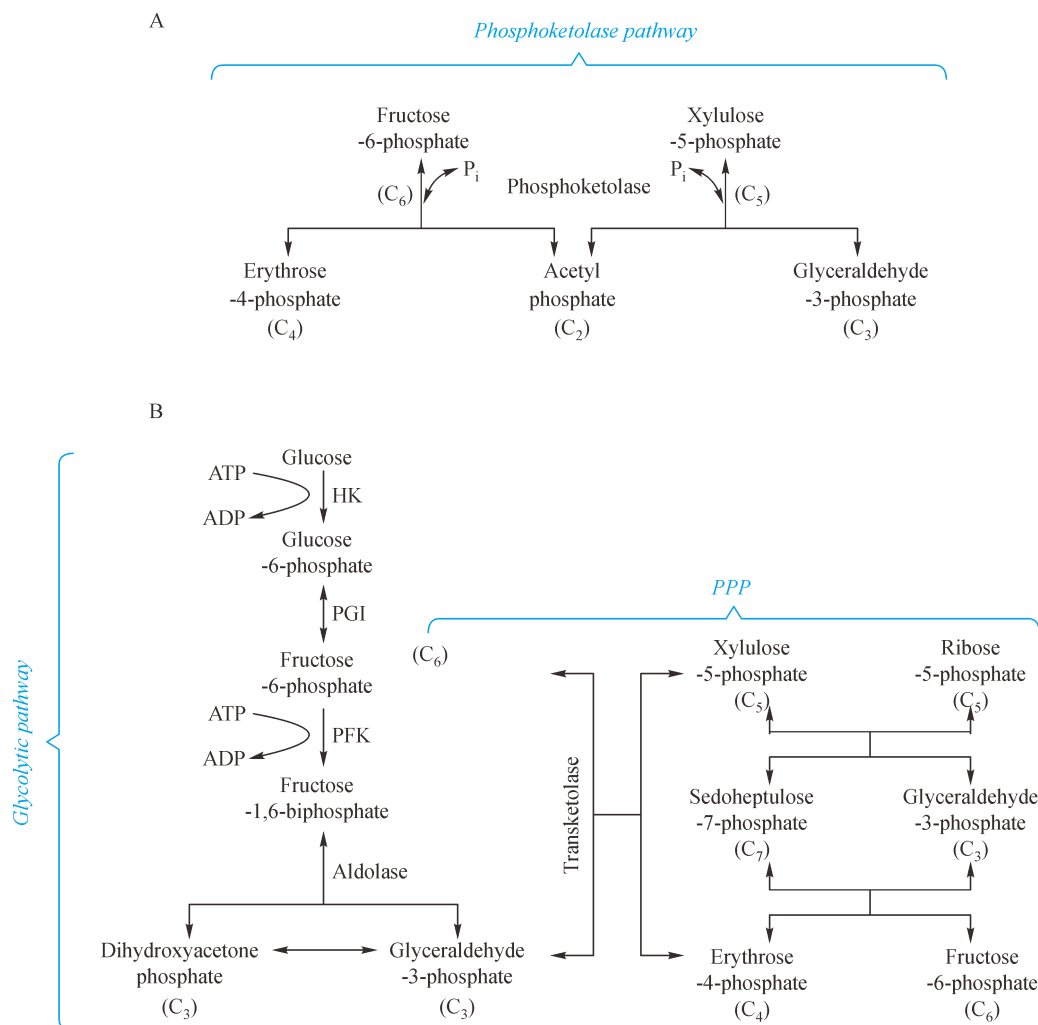 A
Phosphoketolase pathway
Fructose
-6-phosphate
Xylulose
-5-phosphate
Pi
Pi
(C6)
Phosphoketolase
(C5)
Erythrose
-4-phosphate
(C4)
Acetyl
phosphate
(C2)
Glyceraldehyde
-3-phosphate
(C3)
B
Glycolytic pathway
Glucose
ATP
HK
ADP
Glucose
-6-phosphate
PGI
Fructose
-6-phosphate
(C6)
ATP
PFK
ADP
Fructose
-1,6-biphosphate
Aldolase
Dihydroxyacetone
phosphate
(C3)
Glyceraldehyde
-3-phosphate
(C3)
Transketolase
PPP
Xylulose
-5-phosphate
(C5)
Ribose
-5-phosphate
(C5)
Sedoheptulose
-7-phosphate
(C7)
Glyceraldehyde
-3-phosphate
(C3)
Erythrose
-4-phosphate
(C4)
Fructose
-6-phosphate
(C6)